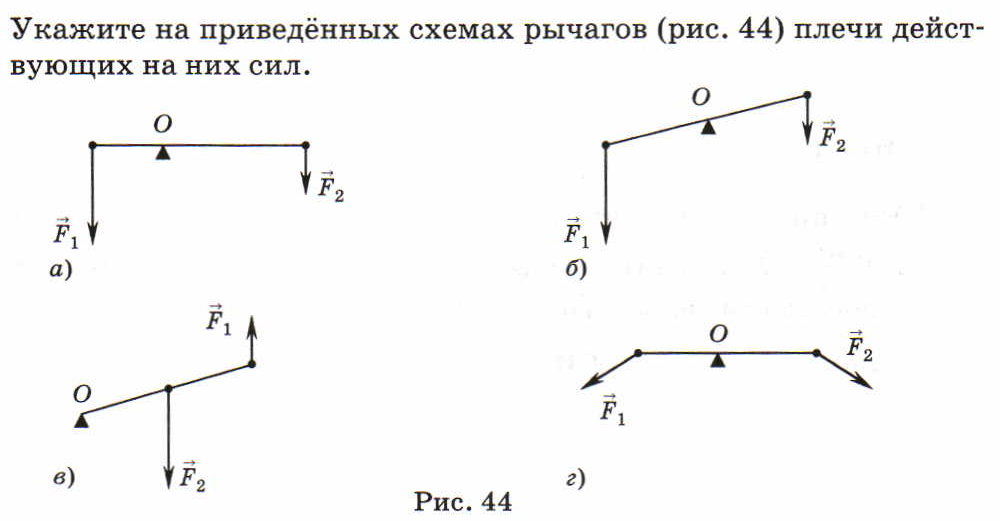 Укажите на приведённых схемах рычагов (рис. 44) плечи дейст-
вующих на них сил.
O
F⃗₂
F⃗₁
а)
O
F⃗₂
F⃗₁
б)
F⃗₁
O
F⃗₂
в)
O
F⃗₂
F⃗₁
г)
Рис. 44